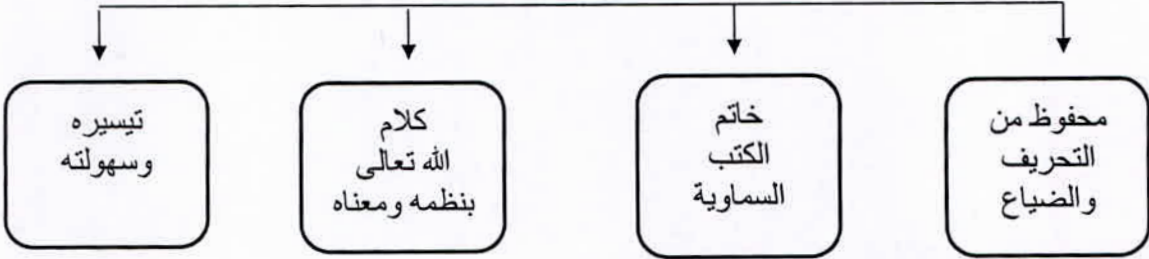 محفوظ من
التحريف
والضياع
خاتم
الكتب
السماوية
كلام
الله تعالى
بنظمه ومعناه
تيسيره
وسهولته